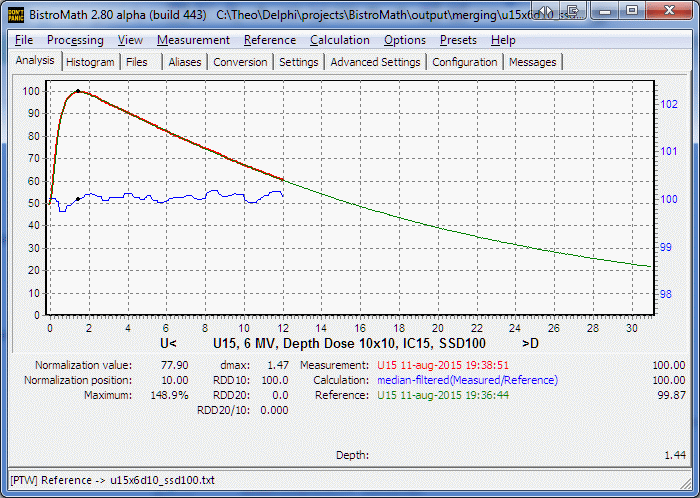 DON'T PANIC BistroMath 2.80 alpha (build 443) C:\Theo\Delphi\projects\BistroMath\output\merging\u15x6d10_ssd
File Processing View Measurement Reference Calculation Options Presets Help
Analysis Histogram Files Aliases Conversion Settings Advanced Settings Configuration Messages
100 102
90
80
70 101
60
50 100
40
30 99
20
10 98
0
0 2 4 6 8 10 12 14 16 18 20 22 24 26 28 30
U< U15, 6 MV, Depth Dose 10x10, IC15, SSD100 >D
Normalization value: 77.90 dmax: 1.47 Measurement: U15 11-aug-2015 19:38:51 100.00
Normalization position: 10.00 RDD10: 100.0 Calculation: median-filtered(Measured/Reference) 100.00
Maximum: 148.9% RDD20: 0.0 Reference: U15 11-aug-2015 19:36:44 99.87
RDD20/10: 0.000
Depth: 1.44
[PTW] Reference -> u15x6d10_ssd100.txt